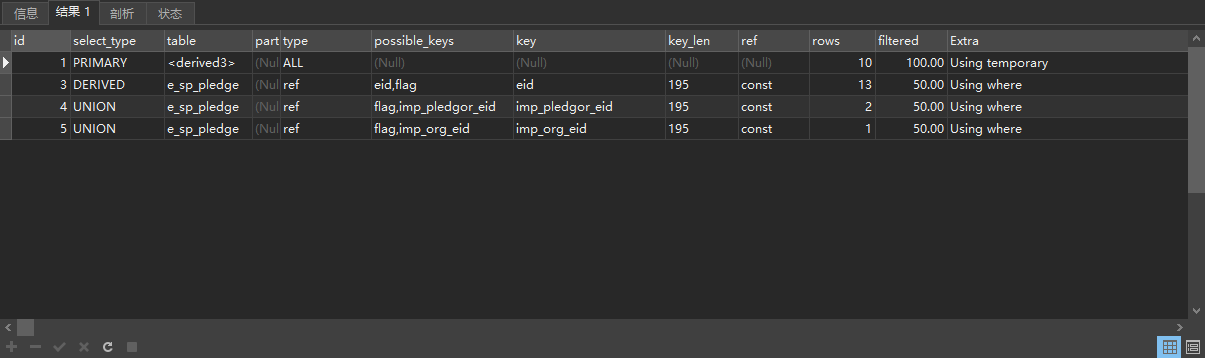 信息 结果 1 剖析 状态
id select_type table part type possible_keys key key_len ref rows filtered Extra
1 PRIMARY <derived3> (Nul ALL (Null) (Null) (Null) (Null) 10 100.00 Using temporary
3 DERIVED e_sp_pledge (Nul ref eid,flag eid 195 const 13 50.00 Using where
4 UNION e_sp_pledge (Nul ref flag,imp_pledgor_eid imp_pledgor_eid 195 const 2 50.00 Using where
5 UNION e_sp_pledge (Nul ref flag,imp_org_eid imp_org_eid 195 const 1 50.00 Using where